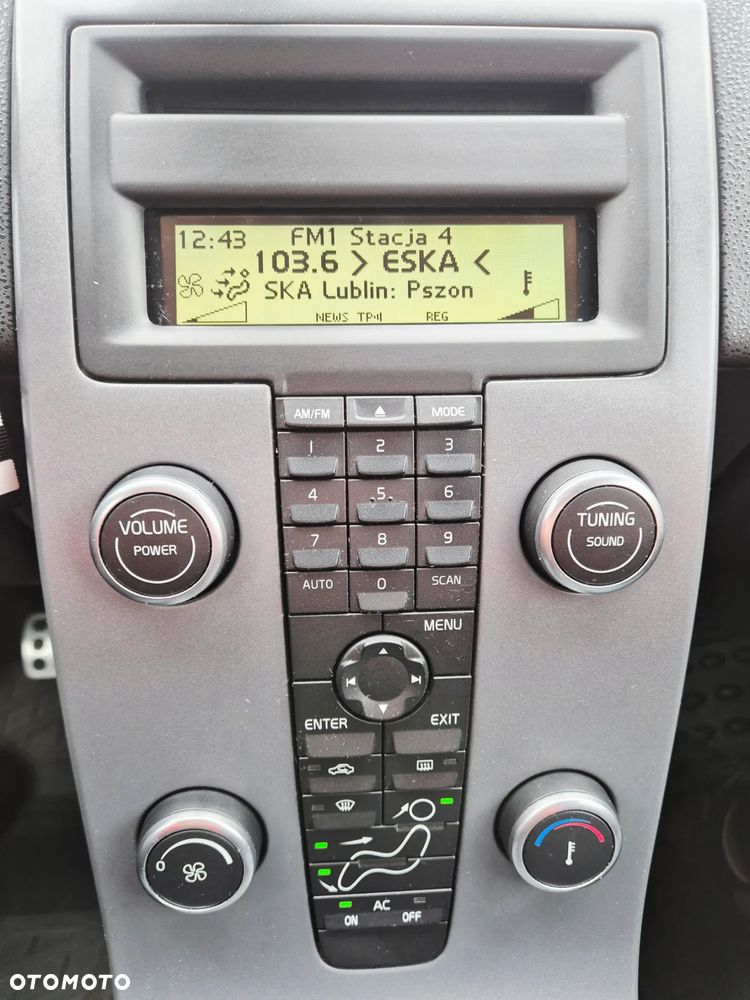 12:43 FM1 Stacja 4
103.6 > ESKA <
SKA Lublin: Pszon
NEWS TP REG
AM/FM MODE
1 2 3
4 5 6
7 8 9
AUTO 0 SCAN
VOLUME
POWER
TUNING
SOUND
MENU
ENTER EXIT
0
AC
ON OFF
OTOMOTO